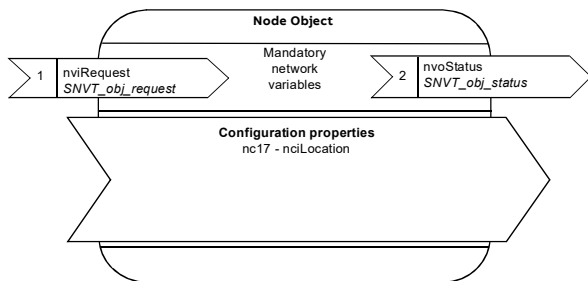 Node Object
Mandatory
network
variables
1
nviRequest
SNVT_obj_request
2
nvoStatus
SNVT_obj_status
Configuration properties
nc17 - nciLocation